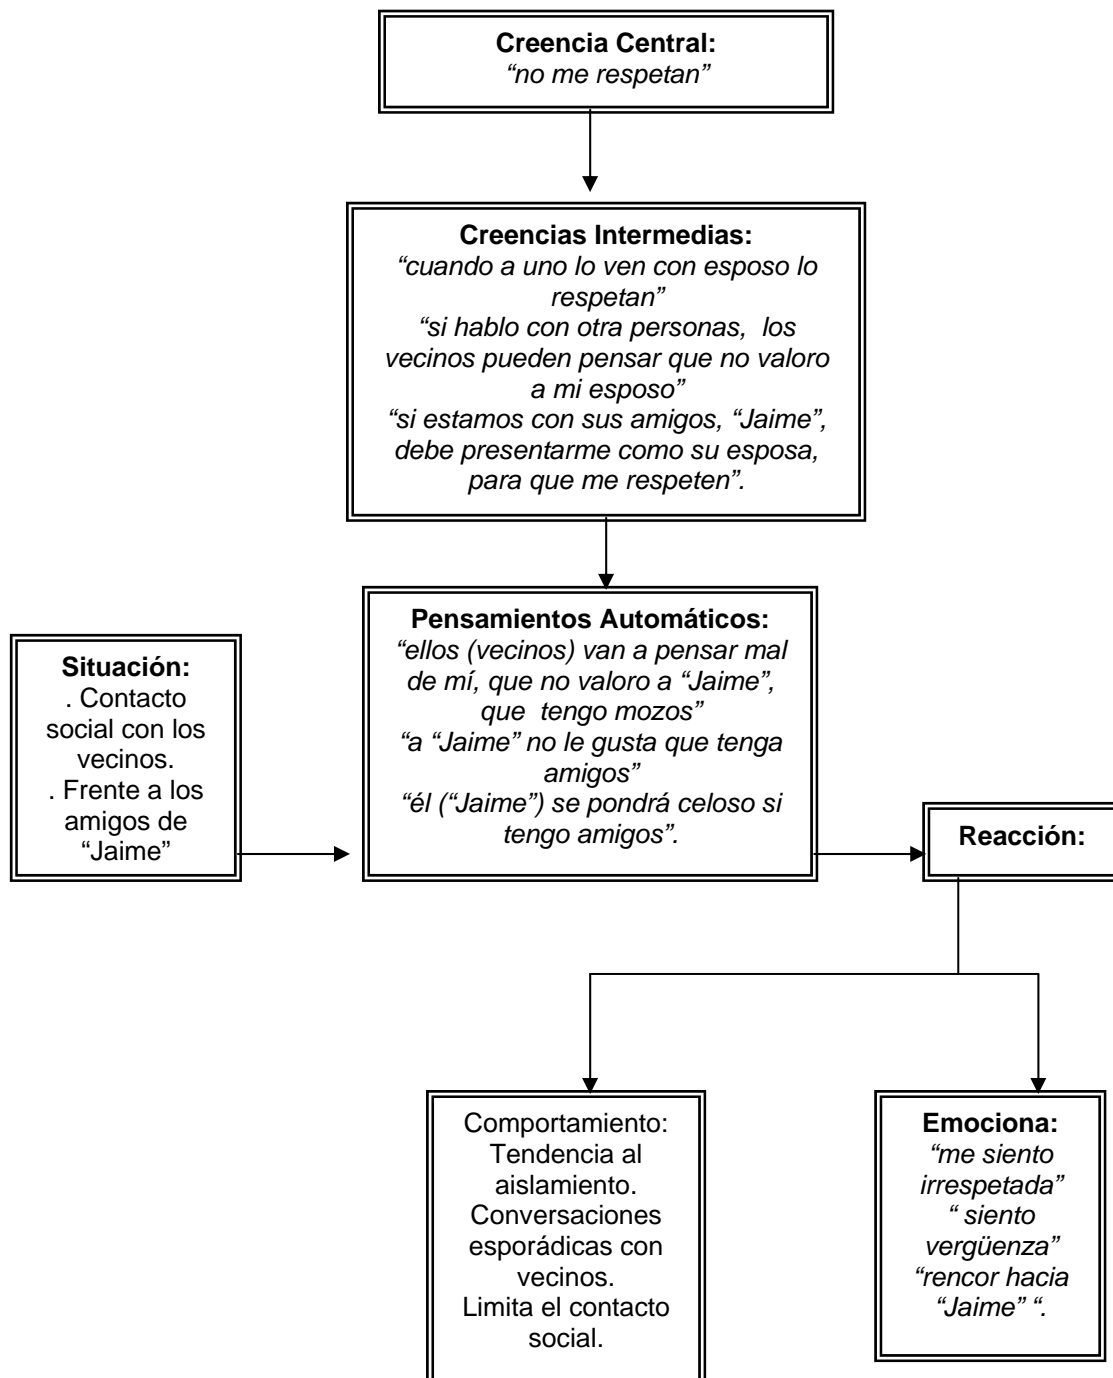 Creencia Central:
“no me respetan”
Creencias Intermedias:
“cuando a uno lo ven con esposo lo
respetan”
“si hablo con otra personas,  los
vecinos pueden pensar que no valoro
a mi esposo”
“si estamos con sus amigos, “Jaime”,
debe presentarme como su esposa,
para que me respeten”.
Pensamientos Automáticos:
“ellos (vecinos) van a pensar mal
de mí, que no valoro a “Jaime”,
que  tengo mozos”
“a “Jaime” no le gusta que tenga
amigos”
“él (“Jaime”) se pondrá celoso si
tengo amigos”.
Situación:
. Contacto
social con los
vecinos.
. Frente a los
amigos de
“Jaime”
Reacción:
Comportamiento:
Tendencia al
aislamiento.
Conversaciones
esporádicas con
vecinos.
Limita el contacto
social.
Emociona:
“me siento
irrespetada”
“ siento
vergüenza”
“rencor hacia
“Jaime” “.